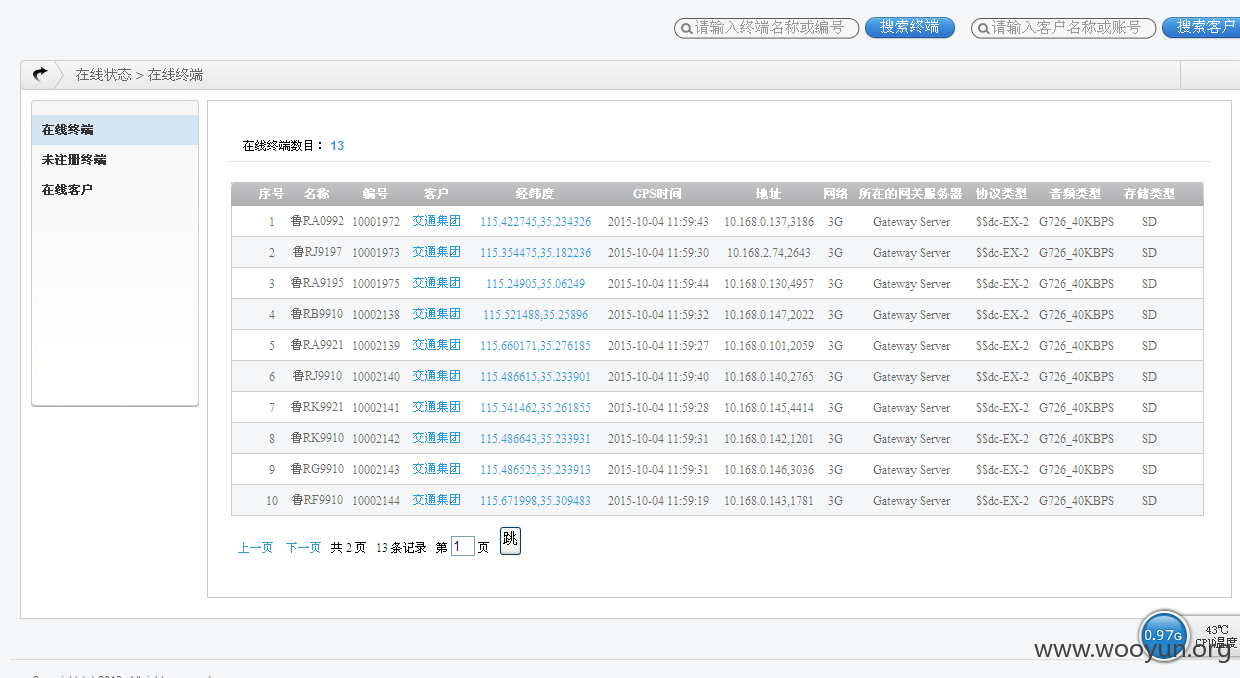 请输入终端名称或编号 搜索终端 请输入客户名称或账号 搜索客户
在线状态 > 在线终端
在线终端
未注册终端
在线客户
在线终端数目： 13
序号 名称 编号 客户 经纬度 GPS时间 地址 网络 所在的网关服务器 协议类型 音频类型 存储类型
1 鲁RA0992 10001972 交通集团 115.422745,35.234326 2015-10-04 11:59:43 10.168.0.137,3186 3G Gateway Server $$dc-EX-2 G726_40KBPS SD
2 鲁RJ9197 10001973 交通集团 115.354475,35.182236 2015-10-04 11:59:30 10.168.2.74,2643 3G Gateway Server $$dc-EX-2 G726_40KBPS SD
3 鲁RA9195 10001975 交通集团 115.24905,35.06249 2015-10-04 11:59:44 10.168.0.130,4957 3G Gateway Server $$dc-EX-2 G726_40KBPS SD
4 鲁RB9910 10002138 交通集团 115.521488,35.25896 2015-10-04 11:59:32 10.168.0.147,2022 3G Gateway Server $$dc-EX-2 G726_40KBPS SD
5 鲁RA9921 10002139 交通集团 115.660171,35.276185 2015-10-04 11:59:27 10.168.0.101,2059 3G Gateway Server $$dc-EX-2 G726_40KBPS SD
6 鲁RJ9910 10002140 交通集团 115.486615,35.233901 2015-10-04 11:59:40 10.168.0.140,2765 3G Gateway Server $$dc-EX-2 G726_40KBPS SD
7 鲁RK9921 10002141 交通集团 115.541462,35.261855 2015-10-04 11:59:28 10.168.0.145,4414 3G Gateway Server $$dc-EX-2 G726_40KBPS SD
8 鲁RK9910 10002142 交通集团 115.486643,35.233931 2015-10-04 11:59:31 10.168.0.142,1201 3G Gateway Server $$dc-EX-2 G726_40KBPS SD
9 鲁RG9910 10002143 交通集团 115.486525,35.233913 2015-10-04 11:59:31 10.168.0.146,3036 3G Gateway Server $$dc-EX-2 G726_40KBPS SD
10 鲁RF9910 10002144 交通集团 115.671998,35.309483 2015-10-04 11:59:19 10.168.0.143,1781 3G Gateway Server $$dc-EX-2 G726_40KBPS SD
上一页 下一页 共 2 页 13 条记录 第 1 页 跳
0.97G 43℃
CPU温度
www.wooyun.org